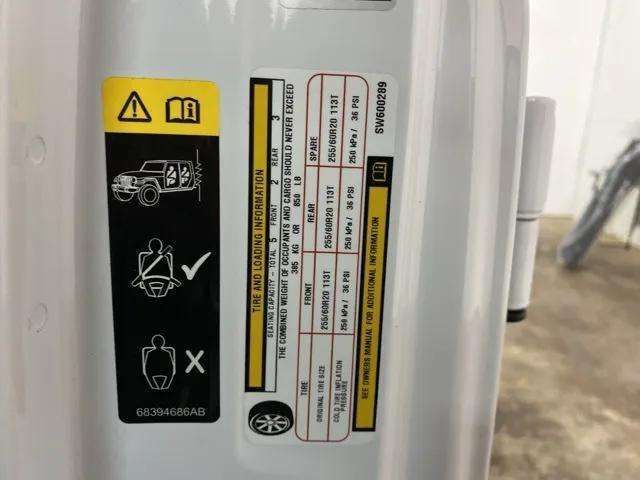 68394686AB
TIRE AND LOADING INFORMATION
SEATING CAPACITY – TOTAL 5 FRONT 2 REAR 3
THE COMBINED WEIGHT OF OCCUPANTS AND CARGO SHOULD NEVER EXCEED
385 KG OR 850 LB
TIRE FRONT REAR SPARE
ORIGINAL TIRE SIZE 255/60R20 113T 255/60R20 113T 255/60R20 113T
COLD TIRE INFLATION PRESSURE 250 kPa / 36 PSI 250 kPa / 36 PSI 250 kPa / 36 PSI
SEE OWNERS MANUAL FOR ADDITIONAL INFORMATION
SW600289